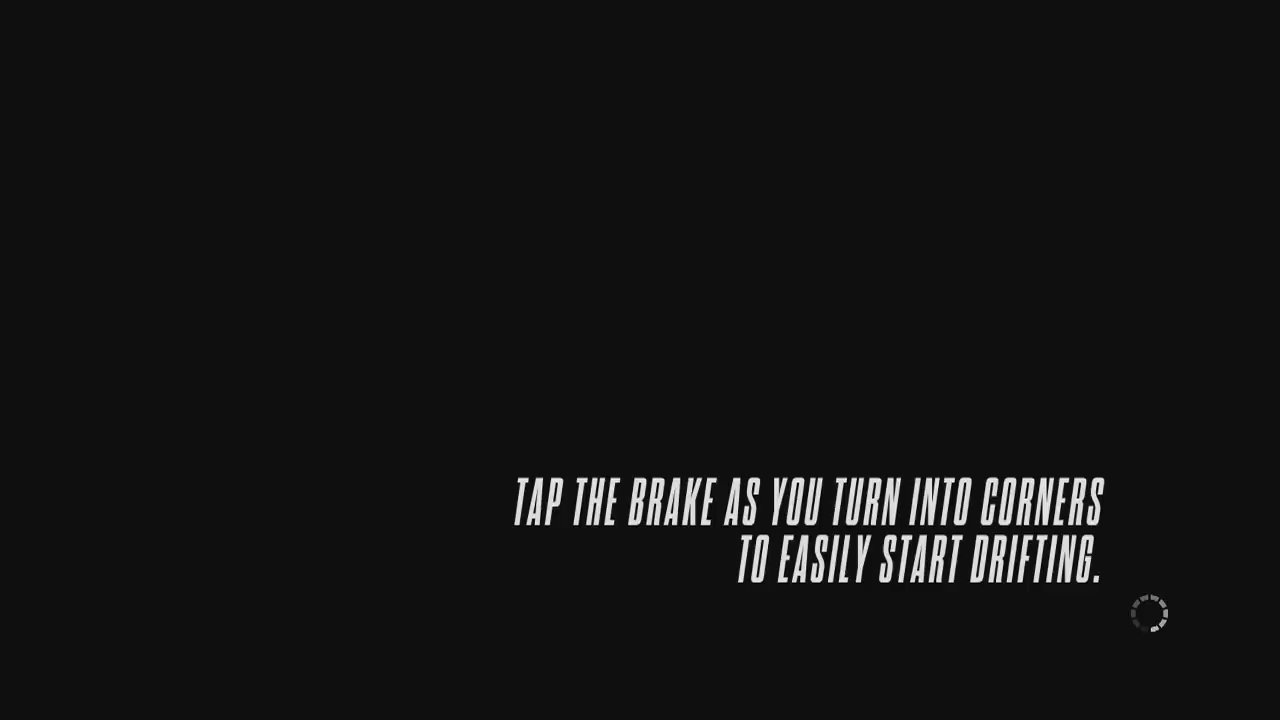 TAP THE BRAKE AS YOU TURN INTO CORNERS
TO EASILY START DRIFTING.